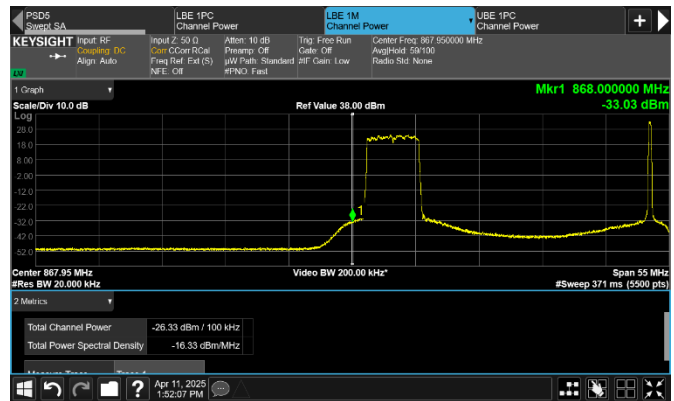 PSD5
Swept SA
LBE 1PC
Channel Power
LBE 1M
Channel Power
UBE 1PC
Channel Power
KEYSIGHT
Input: RF
Coupling: DC
Align: Auto
Input Z: 50 Ω
Corr CCorr RCal
Freq Ref: Ext (S)
NFE: Off
Atten: 10 dB
Preamp: Off
µW Path: Standard
#PNO: Fast
Trig: Free Run
Gate: Off
#IF Gain: Low
Center Freq: 867.950000 MHz
Avg|Hold: 59/100
Radio Std: None
LXI
1 Graph
Mkr1 868.000000 MHz
-33.03 dBm
Scale/Div 10.0 dB
Ref Value 38.00 dBm
Log
28.0
18.0
8.00
-2.00
-12.0
-22.0
-32.0
-42.0
-52.0
1
Center 867.95 MHz
#Res BW 20.000 kHz
Video BW 200.00 kHz*
Span 55 MHz
#Sweep 371 ms (5500 pts)
2 Metrics
Total Channel Power -26.33 dBm / 100 kHz
Total Power Spectral Density -16.33 dBm/MHz
Measure Trace Trace 1
Apr 11, 2025
1:52:07 PM